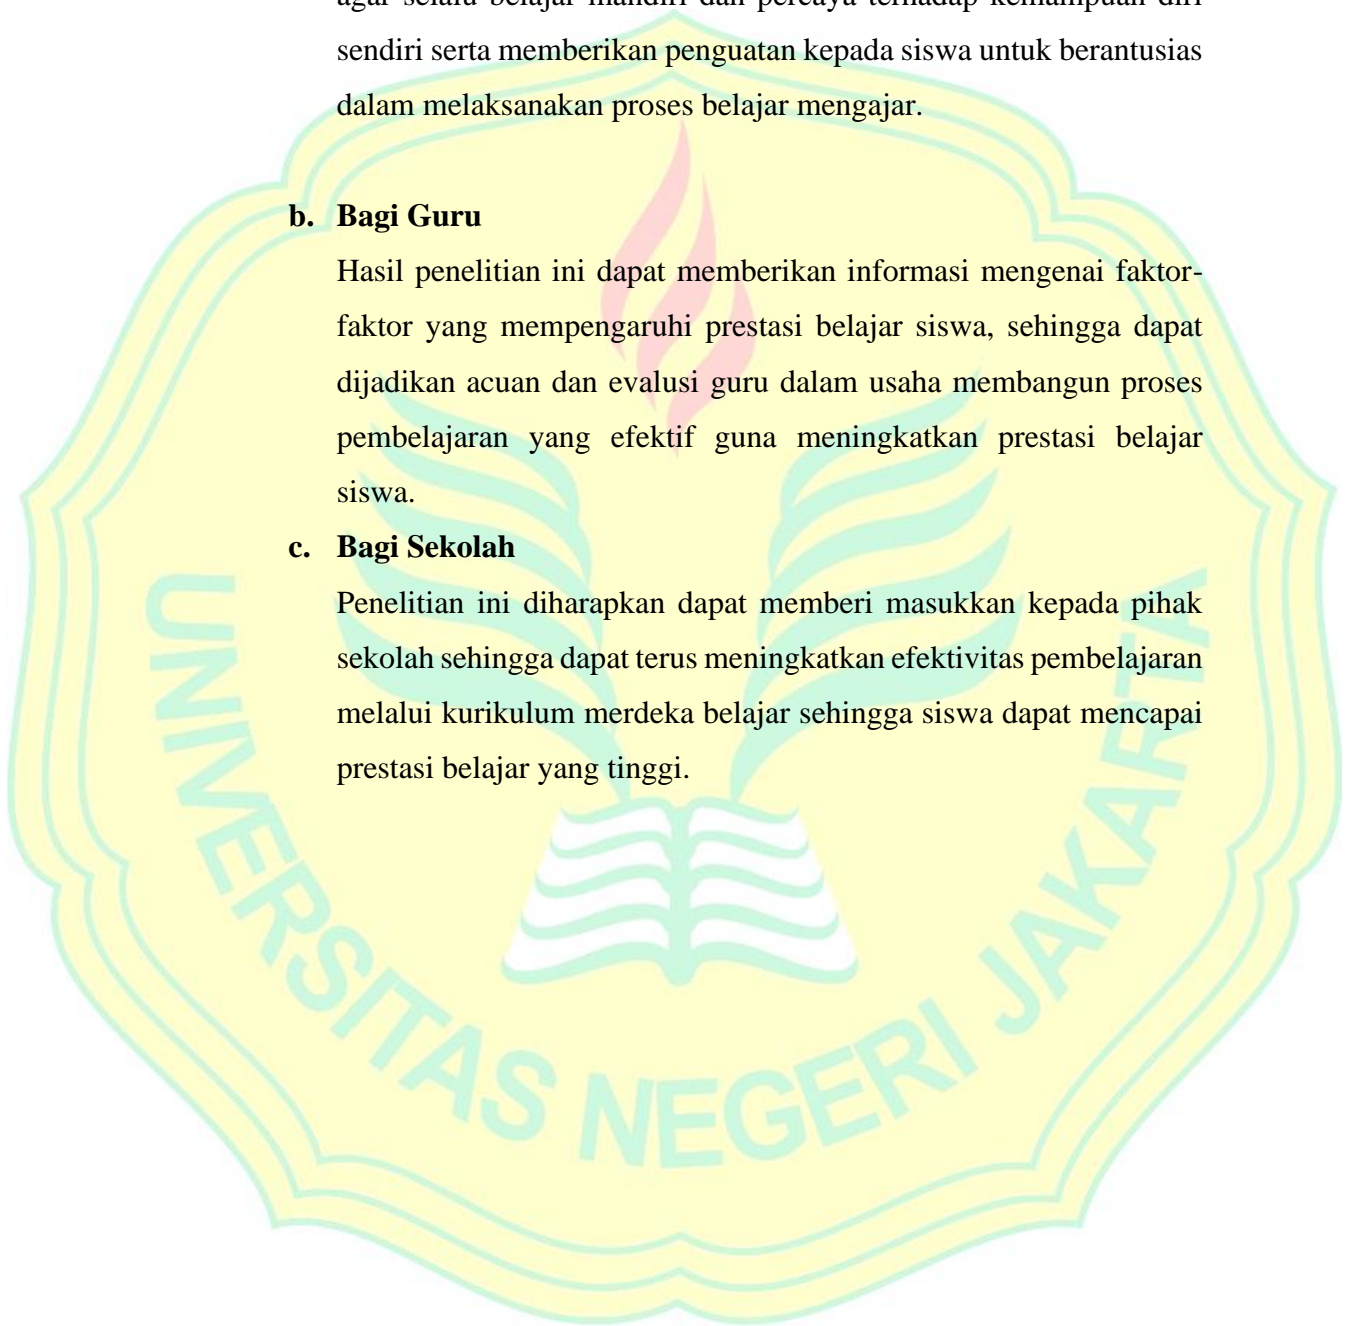 agar selalu belajar mandiri dan percaya terhadap kemampuan diri
sendiri serta memberikan penguatan kepada siswa untuk berantusias
dalam melaksanakan proses belajar mengajar.
b. Bagi Guru
Hasil penelitian ini dapat memberikan informasi mengenai faktor-
faktor yang mempengaruhi prestasi belajar siswa, sehingga dapat
dijadikan acuan dan evalusi guru dalam usaha membangun proses
pembelajaran yang efektif guna meningkatkan prestasi belajar
siswa.
c. Bagi Sekolah
Penelitian ini diharapkan dapat memberi masukkan kepada pihak
sekolah sehingga dapat terus meningkatkan efektivitas pembelajaran
melalui kurikulum merdeka belajar sehingga siswa dapat mencapai
prestasi belajar yang tinggi.
UNIVERSITAS NEGERI JAKARTA